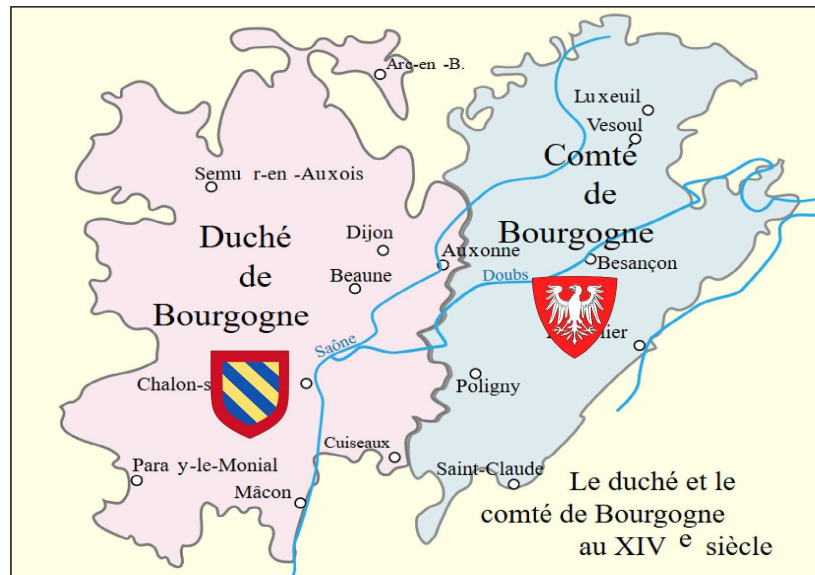 Arc-en -B.
Luxeuil
Vesoul
Comté
de
Bourgogne
Semu r-en -Auxois
Duché
de
Bourgogne
Dijon
Beaune
Auxonne
Besançon
Doubs
Saône
Chalon-s
lier
Poligny
Cuiseaux
Para y-le-Monial
Mâcon
Saint-Claude
Le duché et le
comté de Bourgogne
au XIV e siècle